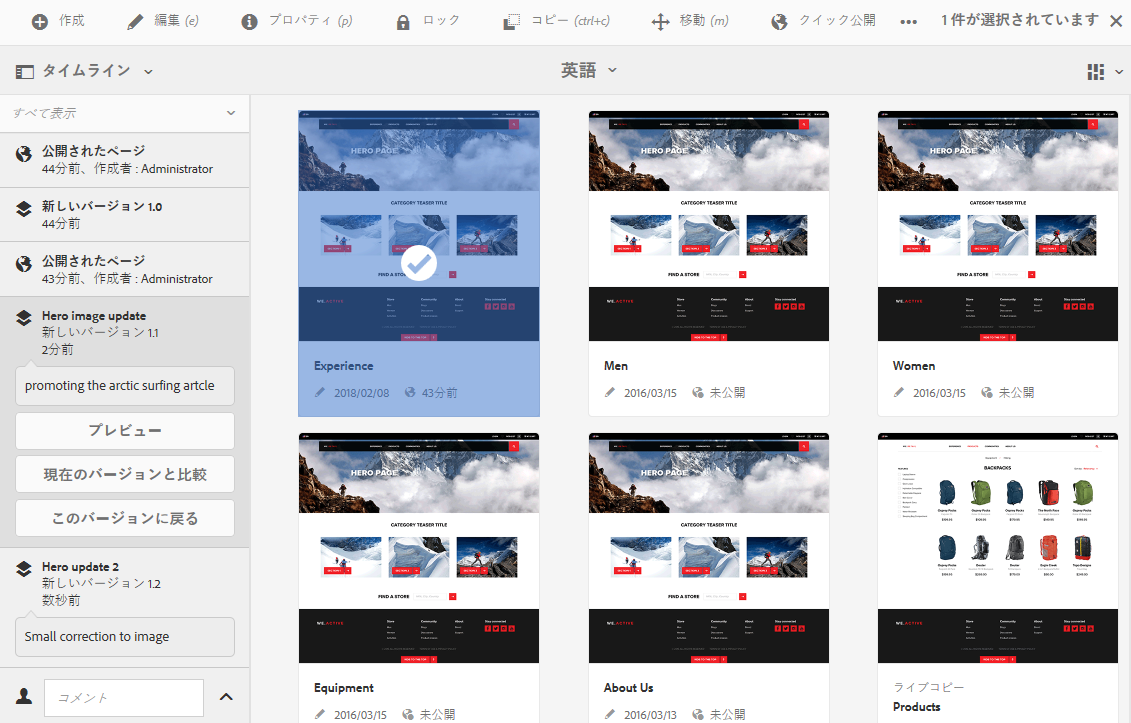 作成
編集 (e)
プロパティ (p)
ロック
コピー (ctrl+c)
移動 (m)
クイック公開
1 件が選択されています
タイムライン
英語
すべて表示
公開されたページ
44分前、作成者 : Administrator
新しいバージョン 1.0
44分前
公開されたページ
43分前、作成者 : Administrator
Hero image update
新しいバージョン 1.1
2分前
promoting the arctic surfing artcle
プレビュー
現在のバージョンと比較
このバージョンに戻る
Hero update 2
新しいバージョン 1.2
数秒前
Small correction to image
コメント
HERO PAGE
CATEGORY TEASER TITLE
FIND A STORE
WE.ACTIVE
Experience
2018/02/08
43分前
HERO PAGE
CATEGORY TEASER TITLE
FIND A STORE
WE.ACTIVE
Men
2016/03/15
未公開
HERO PAGE
CATEGORY TEASER TITLE
FIND A STORE
WE.ACTIVE
Women
2016/03/15
未公開
HERO PAGE
CATEGORY TEASER TITLE
FIND A STORE
WE.ACTIVE
Equipment
2016/03/15
未公開
HERO PAGE
CATEGORY TEASER TITLE
FIND A STORE
WE.ACTIVE
About Us
2016/03/13
未公開
BACKPACKS
WE.ACTIVE
ライブコピー
Products